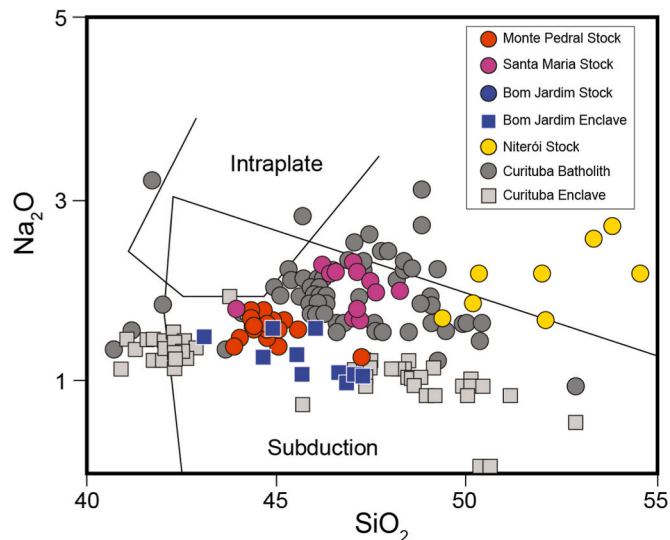 5
3
1
Na₂O
Intraplate
Subduction
Monte Pedral Stock
Santa Maria Stock
Bom Jardim Stock
Bom Jardim Enclave
Niterói Stock
Curituba Batholith
Curituba Enclave
40 45 50 55
SiO₂